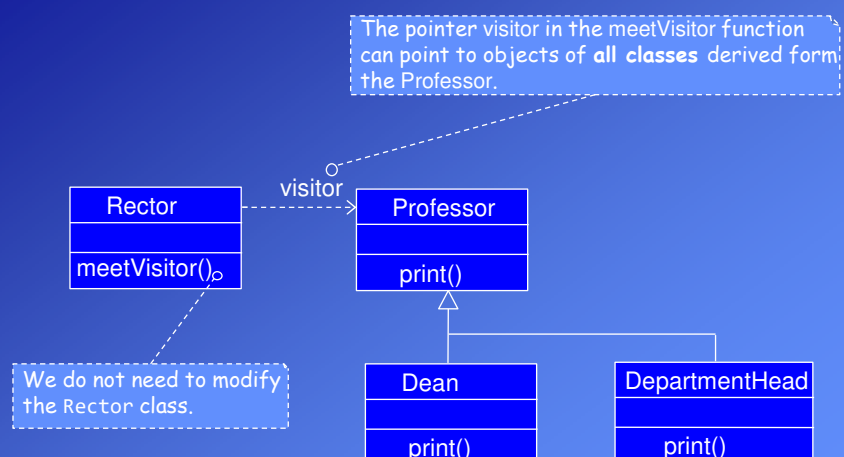 The pointer visitor in the meetVisitor function
can point to objects of all classes derived form
the Professor.
visitor
Rector
meetVisitor()
Professor
print()
We do not need to modify
the Rector class.
Dean
print()
DepartmentHead
print()